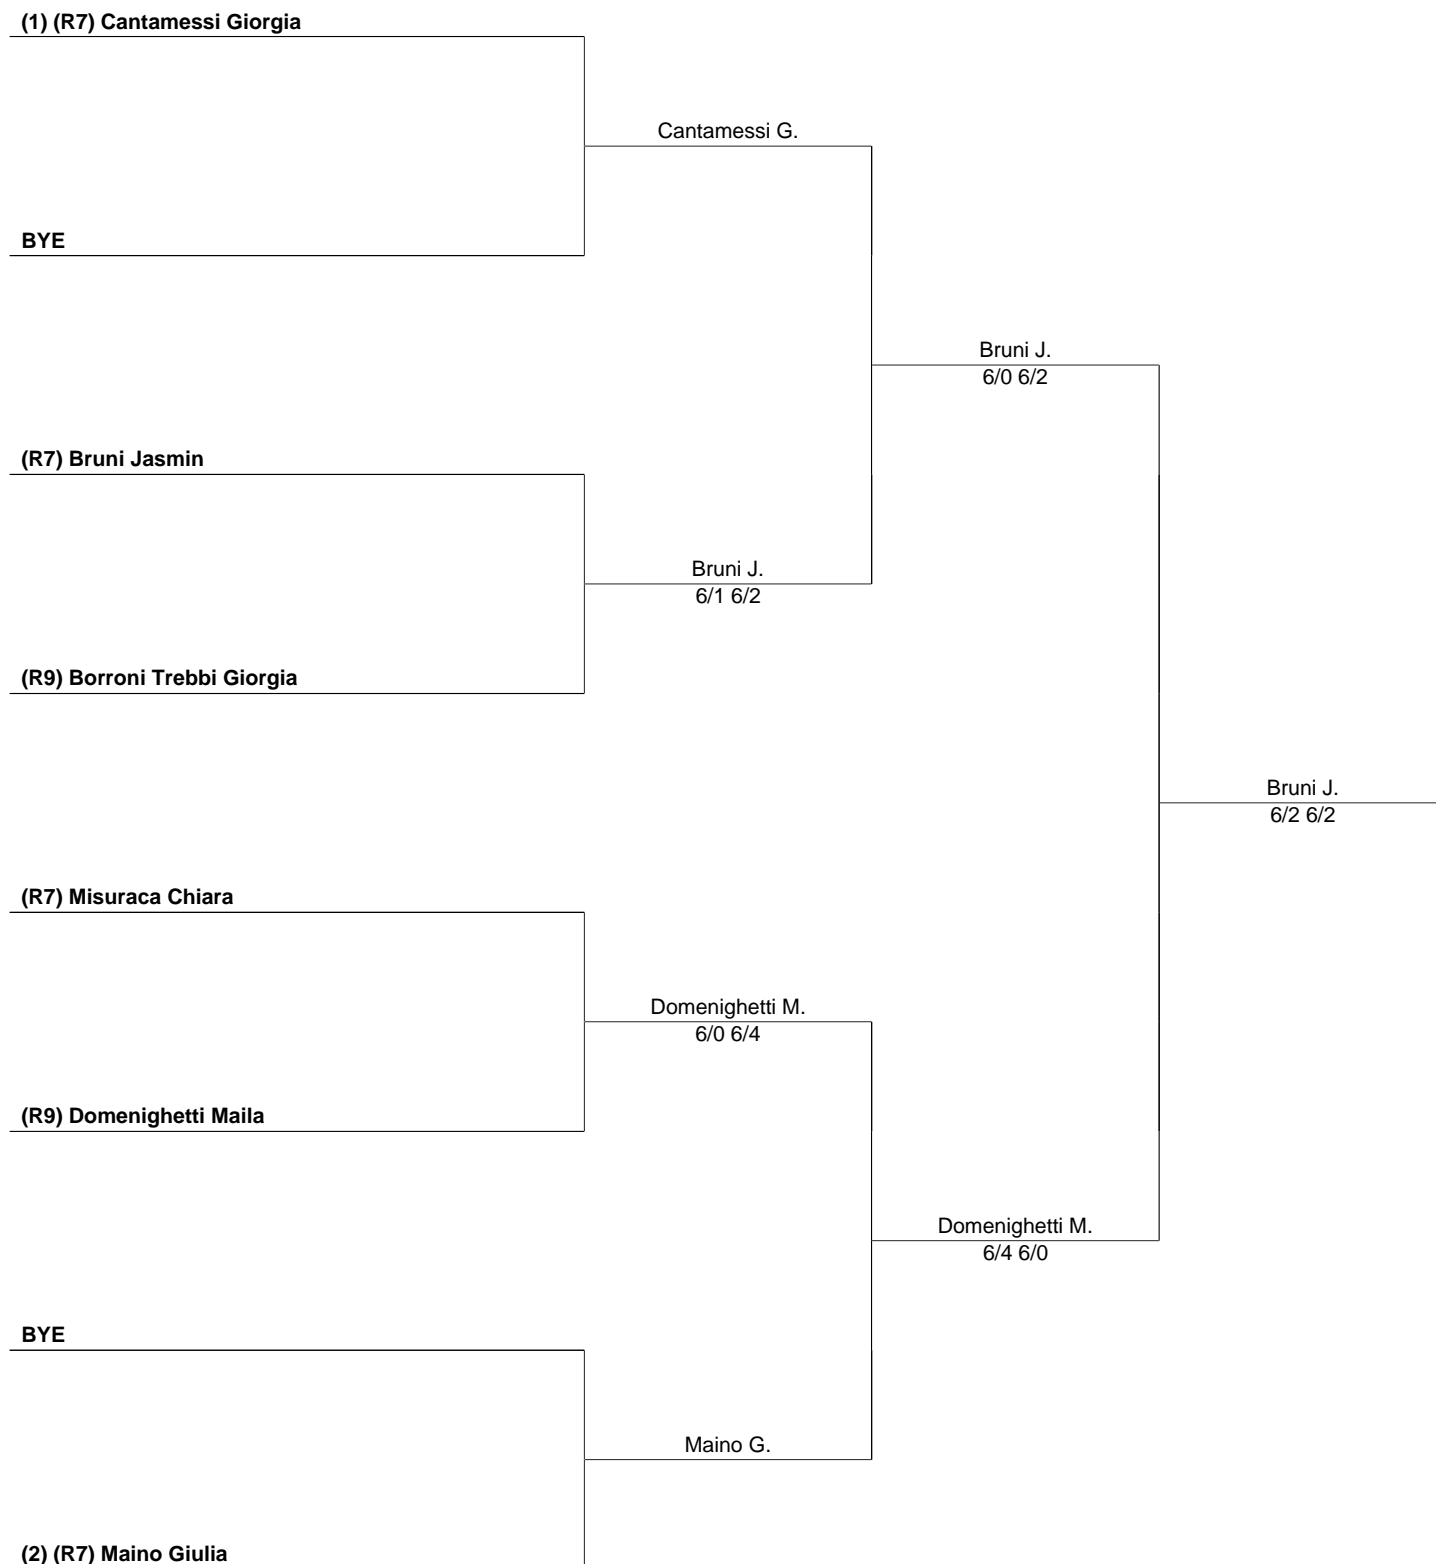 (1) (R7) Cantamessi Giorgia
Cantamessi G.
BYE
Bruni J.
6/0 6/2
(R7) Bruni Jasmin
Bruni J.
6/1 6/2
(R9) Borroni Trebbi Giorgia
Bruni J.
6/2 6/2
(R7) Misuraca Chiara
Domenighetti M.
6/0 6/4
(R9) Domenighetti Maila
Domenighetti M.
6/4 6/0
BYE
Maino G.
(2) (R7) Maino Giulia